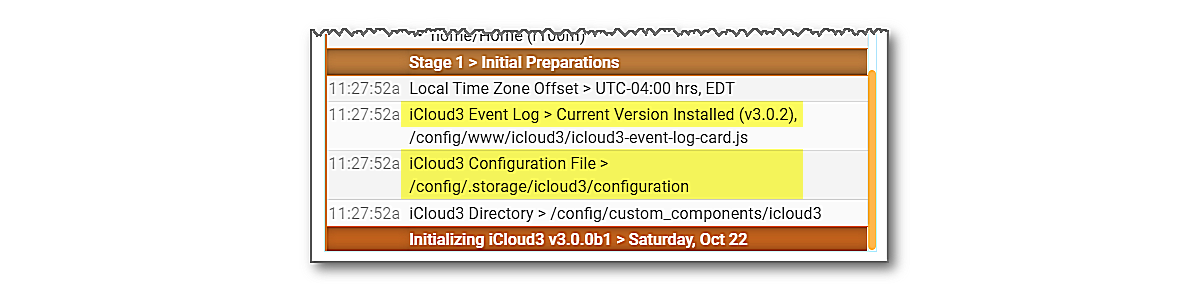 home/Home (
Stage 1 > Initial Preparations
11:27:52a Local Time Zone Offset > UTC-04:00 hrs, EDT
11:27:52a iCloud3 Event Log > Current Version Installed (v3.0.2),
/config/www/icloud3/icloud3-event-log-card.js
11:27:52a iCloud3 Configuration File >
/config/.storage/icloud3/configuration
11:27:52a iCloud3 Directory > /config/custom_components/icloud3
Initializing iCloud3 v3.0.0b1 > Saturday, Oct 22